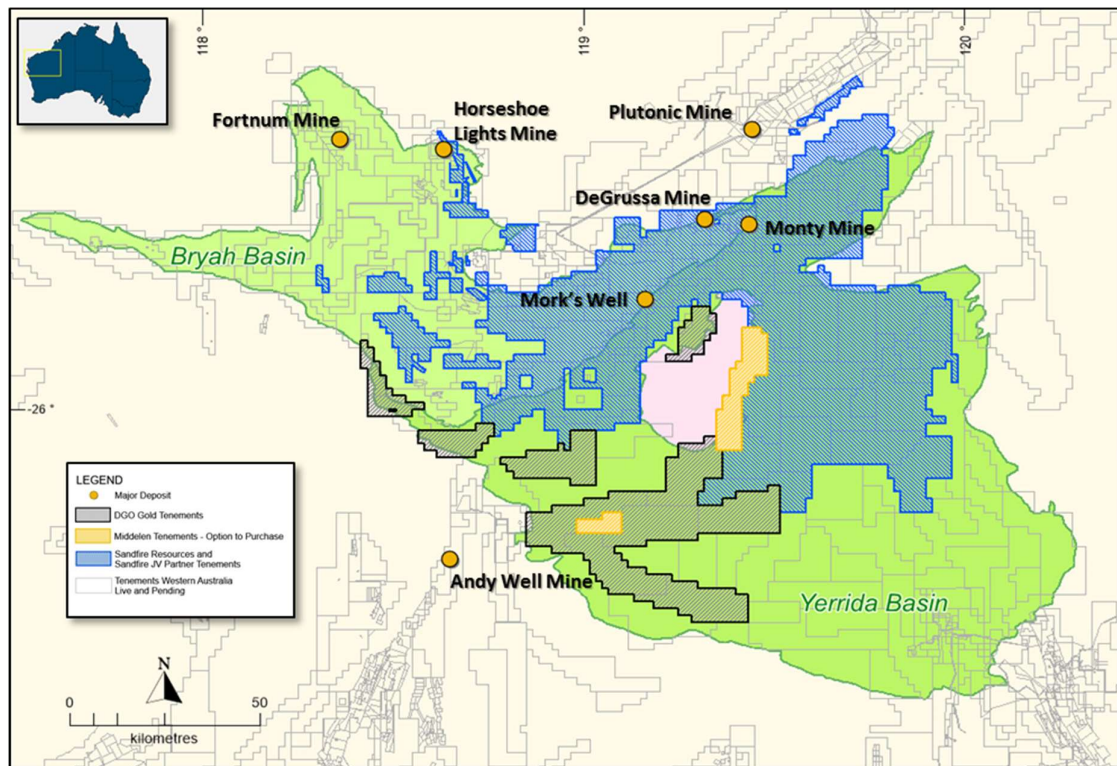 118 °
119 °
120 °
Fortnum Mine
Horseshoe
Lights Mine
Plutonic Mine
DeGrussa Mine
Monty Mine
Bryah Basin
Mork's Well
-26 °
LEGEND
Major Deposit
DGO Gold Tenements
Middelen Tenements - Option to Purchase
Sandfire Resources and
Sandfire JV Partner Tenements
Tenements Western Australia
Live and Pending
Andy Well Mine
Yerrida Basin
N
0 50
kilometres